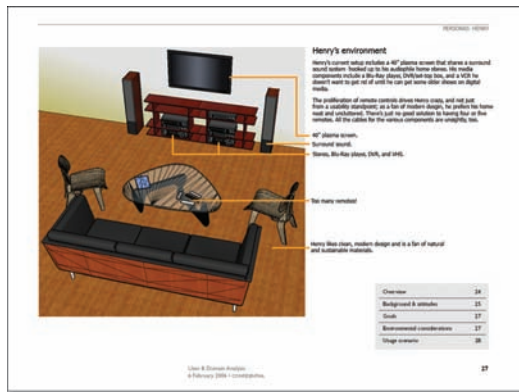 PERSONAS: HENRY
Henry's environment
Henry's current setup includes a 40" plasma screen that shares a surround
sound system hooked up to his audiophile home stereo. His media
components include a Blu-Ray player, DVR/set-top box, and a VCR he
doesn't want to get rid of until he can get some older shows on digital
media.
The proliferation of remote controls drives Henry crazy, and not just
from a usability standpoint; as a fan of modern design, he prefers his home
neat and uncluttered. There's just no good solution to having four or five
remotes. All the cables for the various components are unsightly, too.
40" plasma screen.
Surround sound.
Stereo, Blu-Ray player, DVR, and VHS.
Too many remotes!
Henry likes clean, modern design and is a fan of natural
and sustainable materials.
Overview 24
Background & attitudes 25
Goals 27
Environmental considerations 27
Usage scenario 28
User & Domain Analysis
6 February 2006 •
27